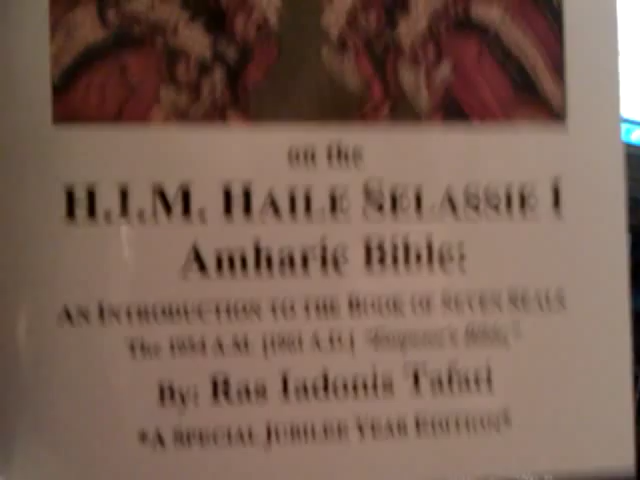 on the
H.I.M. HAILE SELASSIE I
Amharic Bible:
AN INTRODUCTION TO THE BOOK OF SEVEN SEALS
The 1954 A.M. [1961 A.D.] "Emperor's Bible"
By: Ras Iadonis Tafari
*A SPECIAL JUBILEE YEAR EDITION*